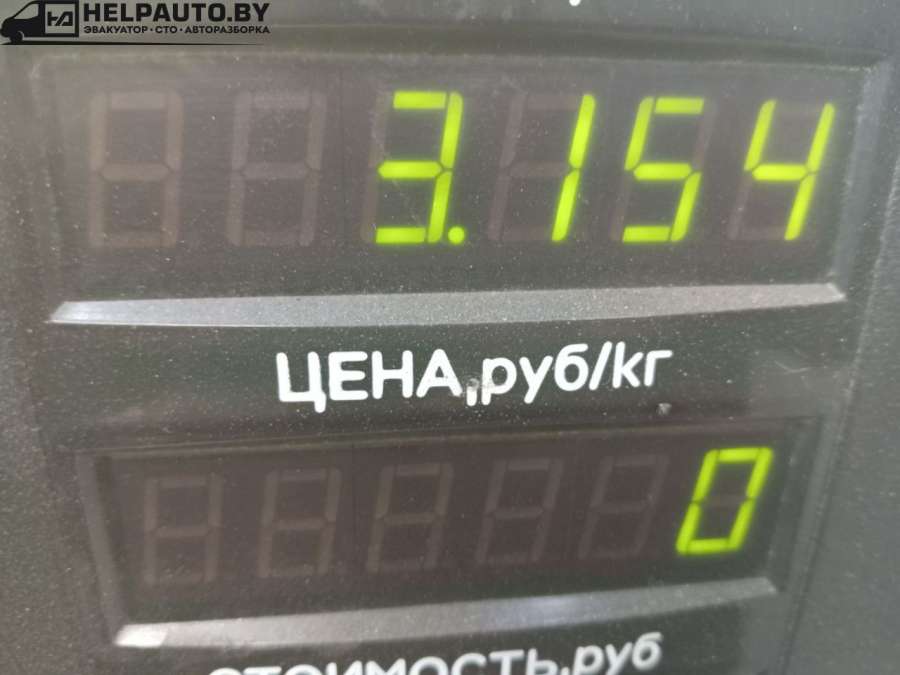 HELPAUTO.BY
ЭВАКУАТОР · СТО · АВТОРАЗБОРКА
3.154
ЦЕНА,руб/кг
0
СТОИМОСТЬ,руб